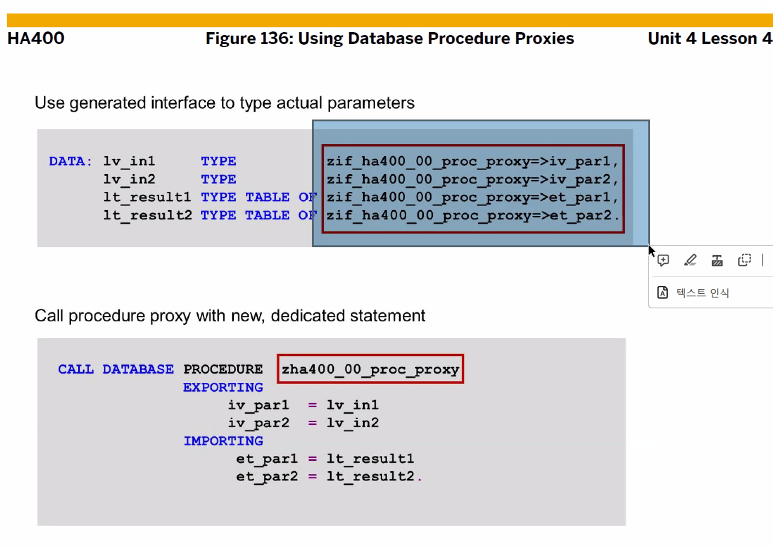 HA400 Figure 136: Using Database Procedure Proxies Unit 4 Lesson 4
Use generated interface to type actual parameters
DATA: lv_in1 TYPE zif_ha400_00_proc_proxy=>iv_par1,
lv_in2 TYPE zif_ha400_00_proc_proxy=>iv_par2,
lt_result1 TYPE TABLE OF zif_ha400_00_proc_proxy=>et_par1,
lt_result2 TYPE TABLE OF zif_ha400_00_proc_proxy=>et_par2.
텍스트 인식
Call procedure proxy with new, dedicated statement
CALL DATABASE PROCEDURE zha400_00_proc_proxy
EXPORTING
iv_par1 = lv_in1
iv_par2 = lv_in2
IMPORTING
et_par1 = lt_result1
et_par2 = lt_result2.